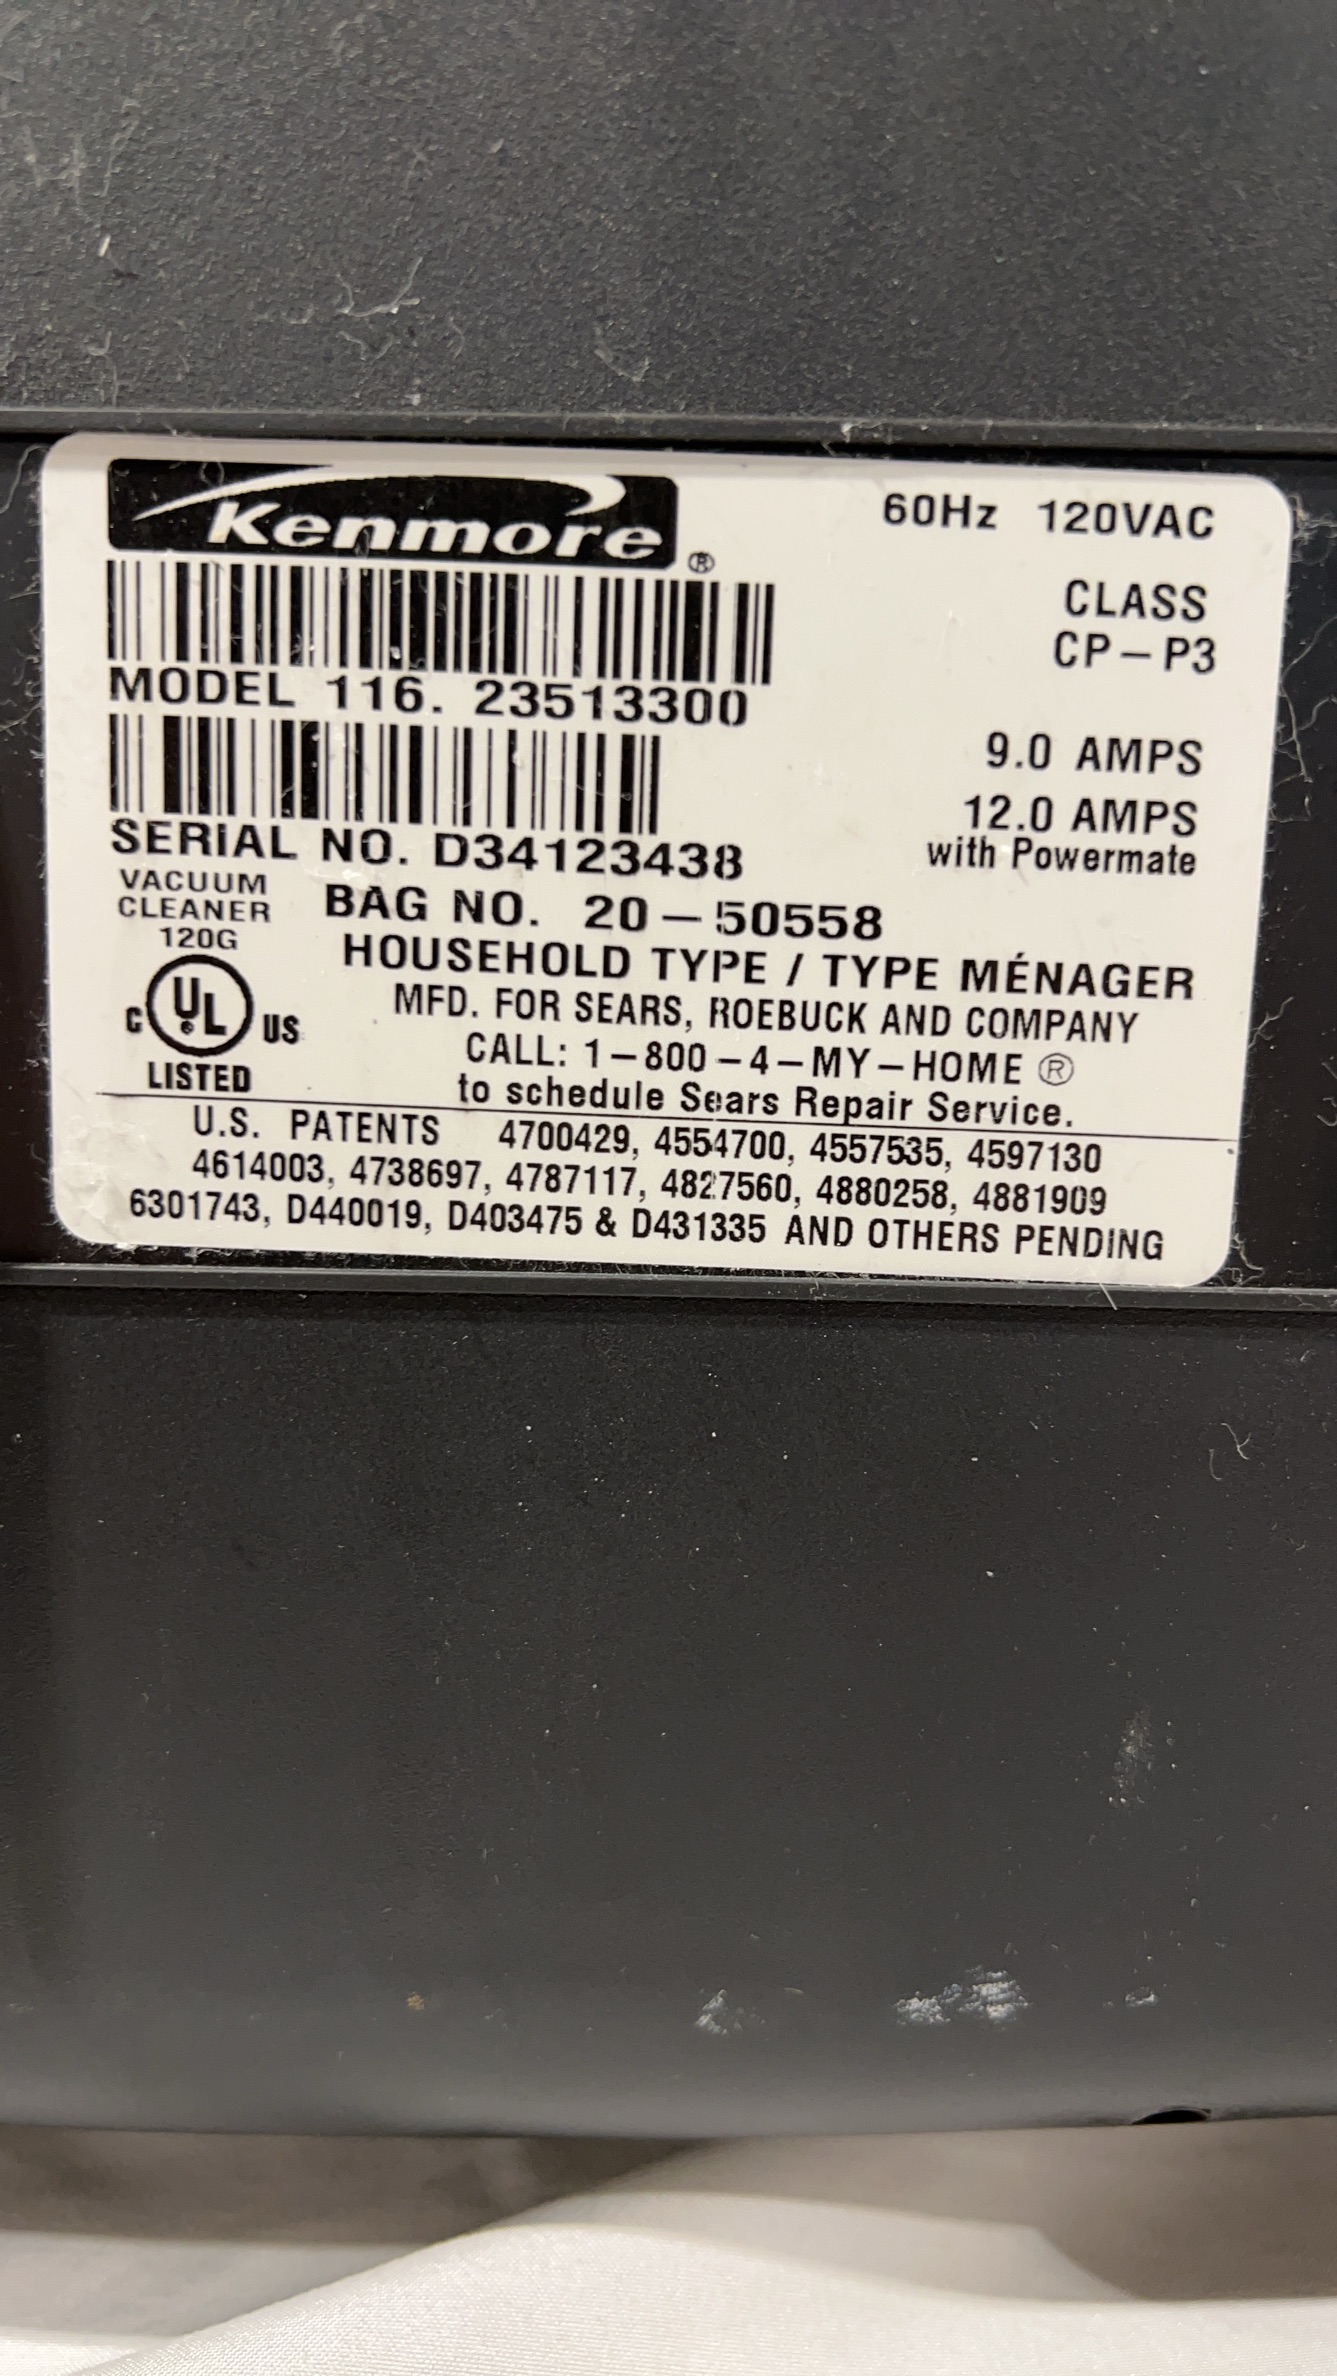 Kenmore®
60Hz 120VAC
CLASS
CP-P3
MODEL 116. 23513300
9.0 AMPS
12.0 AMPS
with Powermate
SERIAL NO. D34123438
VACUUM
CLEANER
120G
BAG NO. 20-50558
HOUSEHOLD TYPE / TYPE MÉNAGER
MFD. FOR SEARS, ROEBUCK AND COMPANY
C UL US
LISTED
CALL: 1-800-4-MY-HOME ®
to schedule Sears Repair Service.
U.S. PATENTS 4700429, 4554700, 4557535, 4597130
4614003, 4738697, 4787117, 4827560, 4880258, 4881909
6301743, D440019, D403475 & D431335 AND OTHERS PENDING